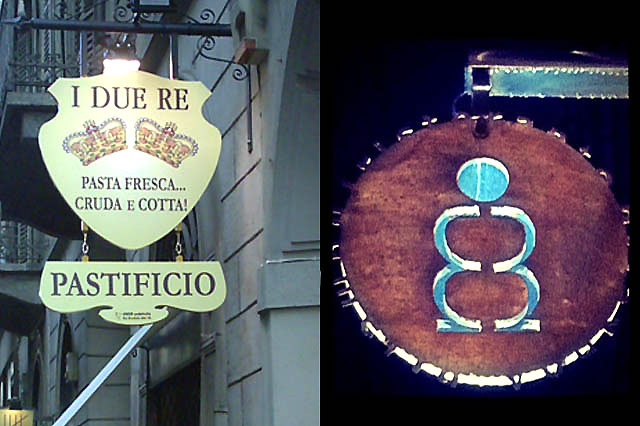 I DUE RE
PASTA FRESCA...
CRUDA E COTTA!
PASTIFICIO